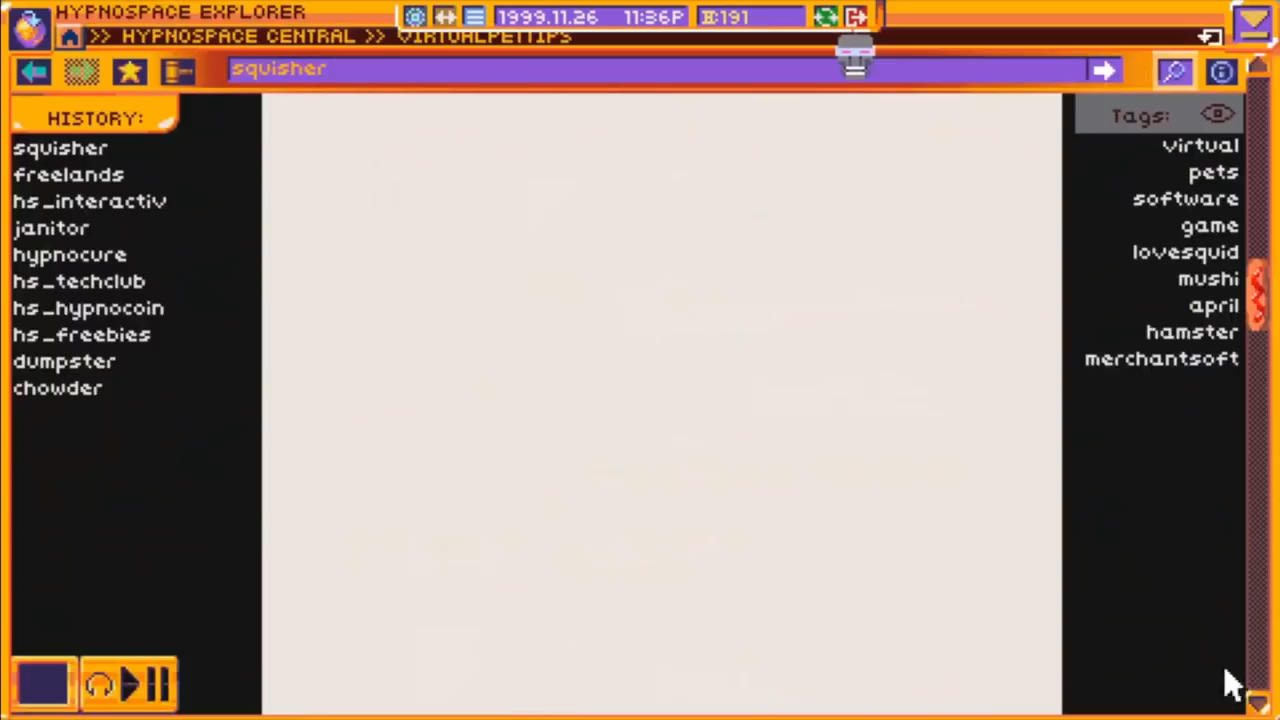 HYPNOSPACE EXPLORER
1999.11.26 11:36P 191
>> HYPNOSPACE CENTRAL >> VIRTUALPETTIPS
squisher
HISTORY:
squisher
freelands
hs_interactiv
janitor
hypnocure
hs_techclub
hs_hypnocoin
hs_freebies
dumpster
chowder
Tags:
virtual
pets
software
game
lovesquid
mushi
april
hamster
merchantsoft